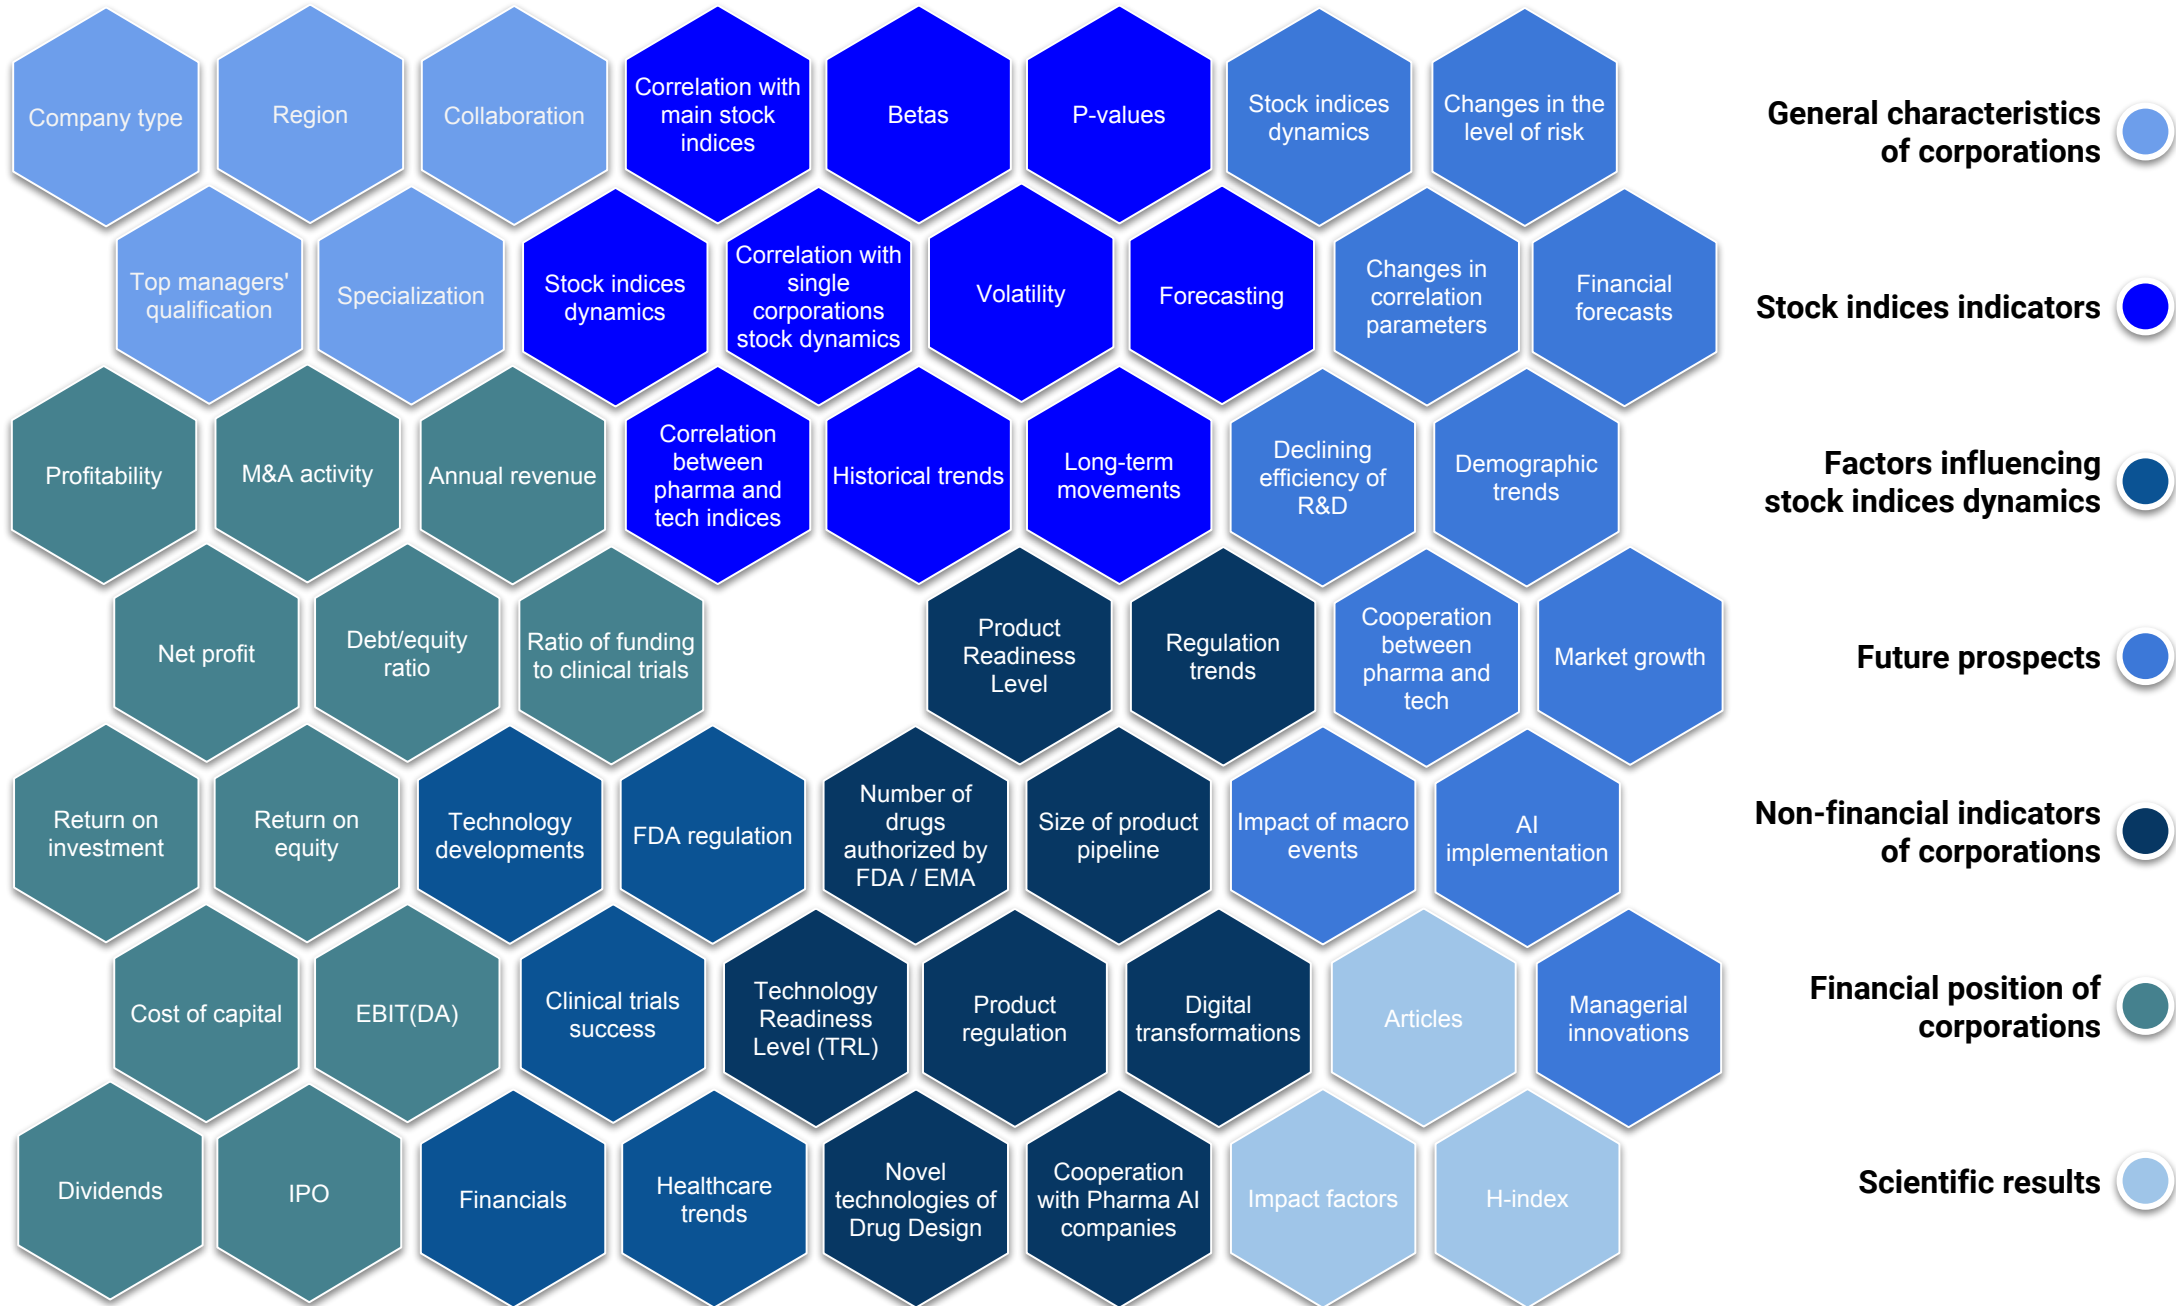 Company type
Region
Collaboration
Correlation with
main stock
indices
Betas
P-values
Stock indices
dynamics
Changes in the
level of risk
Top managers'
qualification
Specialization
Stock indices
dynamics
Correlation with
single
corporations
stock dynamics
Volatility
Forecasting
Changes in
correlation
parameters
Financial
forecasts
Profitability
M&A activity
Annual revenue
Correlation
between
pharma and
tech indices
Historical trends
Long-term
movements
Declining
efficiency of
R&D
Demographic
trends
Net profit
Debt/equity
ratio
Ratio of funding
to clinical trials
Product
Readiness
Level
Regulation
trends
Cooperation
between
pharma and
tech
Market growth
Return on
investment
Return on
equity
Technology
developments
FDA regulation
Number of
drugs
authorized by
FDA / EMA
Size of product
pipeline
Impact of macro
events
AI
implementation
Cost of capital
EBIT(DA)
Clinical trials
success
Technology
Readiness
Level (TRL)
Product
regulation
Digital
transformations
Articles
Managerial
innovations
Dividends
IPO
Financials
Healthcare
trends
Novel
technologies of
Drug Design
Cooperation
with Pharma AI
companies
Impact factors
H-index
General characteristics
of corporations
Stock indices indicators
Factors influencing
stock indices dynamics
Future prospects
Non-financial indicators
of corporations
Financial position of
corporations
Scientific results